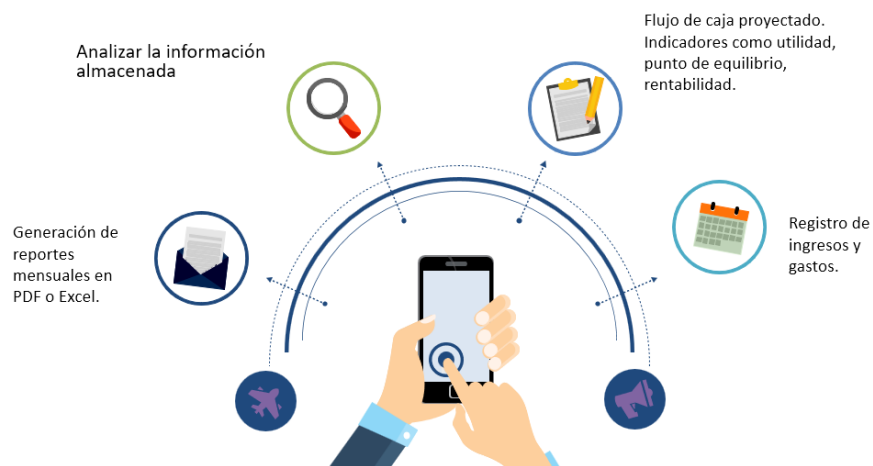 Analizar la información
almacenada
Flujo de caja proyectado.
Indicadores como utilidad,
punto de equilibrio,
rentabilidad.
Generación de
reportes
mensuales en
PDF o Excel.
Registro de
ingresos y
gastos.